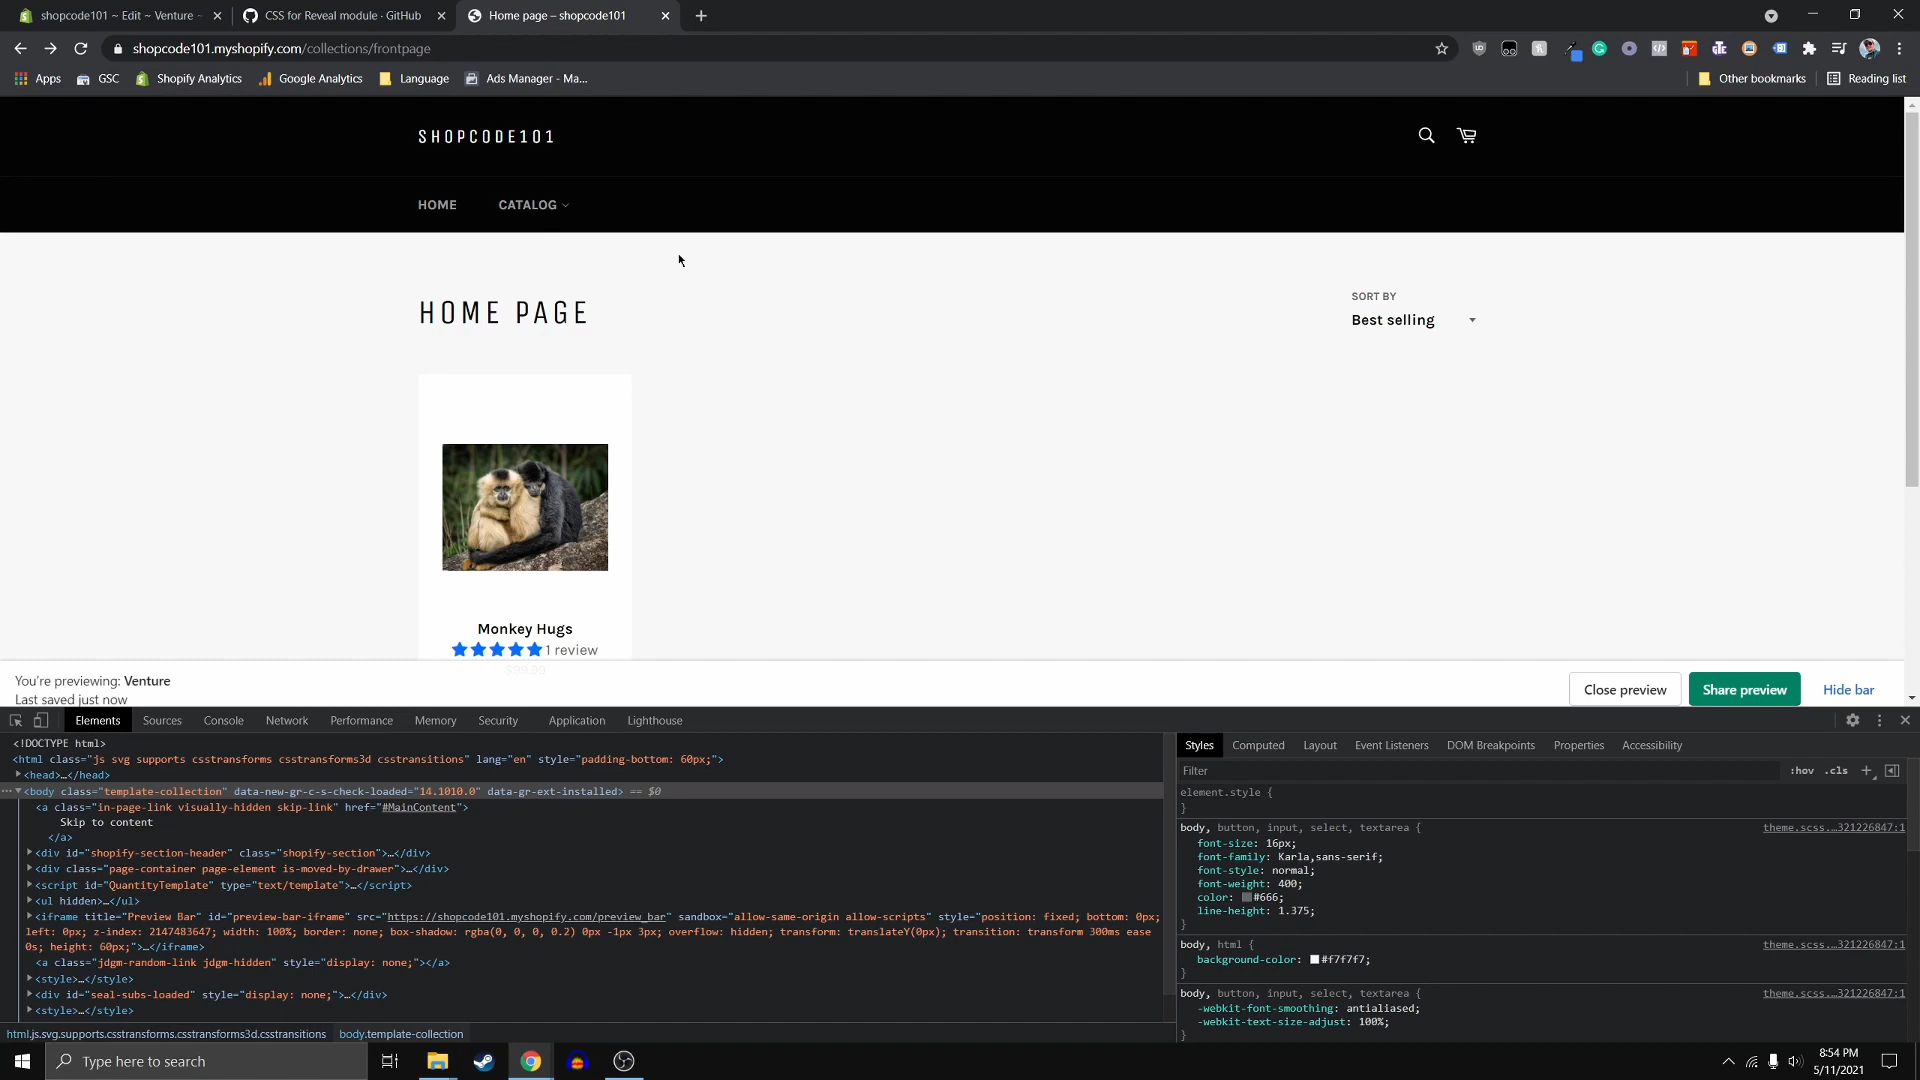 shopcode101 ~ Edit ~ Venture ~
CSS for Reveal module · GitHub
Home page – shopcode101
shopcode101.myshopify.com/collections/frontpage
Apps
GSC
Shopify Analytics
Google Analytics
Language
Ads Manager - Ma...
Other bookmarks
Reading list
SHOPCODE101
HOME
CATALOG
HOME PAGE
SORT BY
Best selling
Monkey Hugs
1 review
$99.99
You're previewing: Venture
Last saved just now
Close preview
Share preview
Hide bar
Elements
Sources
Console
Network
Performance
Memory
Security
Application
Lighthouse
<!DOCTYPE html>
<html class="js svg supports csstransforms csstransforms3d csstransitions" lang="en" style="padding-bottom: 60px;">
<head>…</head>
<body class="template-collection" data-new-gr-c-s-check-loaded="14.1010.0" data-gr-ext-installed> == $0
<a class="in-page-link visually-hidden skip-link" href="#MainContent">
Skip to content
</a>
<div id="shopify-section-header" class="shopify-section">…</div>
<div class="page-container page-element is-moved-by-drawer">…</div>
<script id="QuantityTemplate" type="text/template">…</script>
<ul hidden>…</ul>
<iframe title="Preview Bar" id="preview-bar-iframe" src="https://shopcode101.myshopify.com/preview_bar" sandbox="allow-same-origin allow-scripts" style="position: fixed; bottom: 0px;
left: 0px; z-index: 2147483647; width: 100%; border: none; box-shadow: rgba(0, 0, 0, 0.2) 0px -1px 3px; overflow: hidden; transform: translateY(0px); transition: transform 300ms ease
0s; height: 60px;">…</iframe>
<a class="jdgm-random-link jdgm-hidden" style="display: none;"></a>
<style>…</style>
<div id="seal-subs-loaded" style="display: none;">…</div>
<style>…</style>
html.js.svg.supports.csstransforms.csstransforms3d.csstransitions
body.template-collection
Styles
Computed
Layout
Event Listeners
DOM Breakpoints
Properties
Accessibility
Filter
:hov
.cls
element.style {
}
body, button, input, select, textarea {
theme.scss.…321226847:1
font-size: 16px;
font-family: Karla,sans-serif;
font-style: normal;
font-weight: 400;
color: #666;
line-height: 1.375;
}
body, html {
theme.scss.…321226847:1
background-color: #f7f7f7;
}
body, button, input, select, textarea {
theme.scss.…321226847:1
-webkit-font-smoothing: antialiased;
-webkit-text-size-adjust: 100%;
}
Type here to search
8:54 PM
5/11/2021